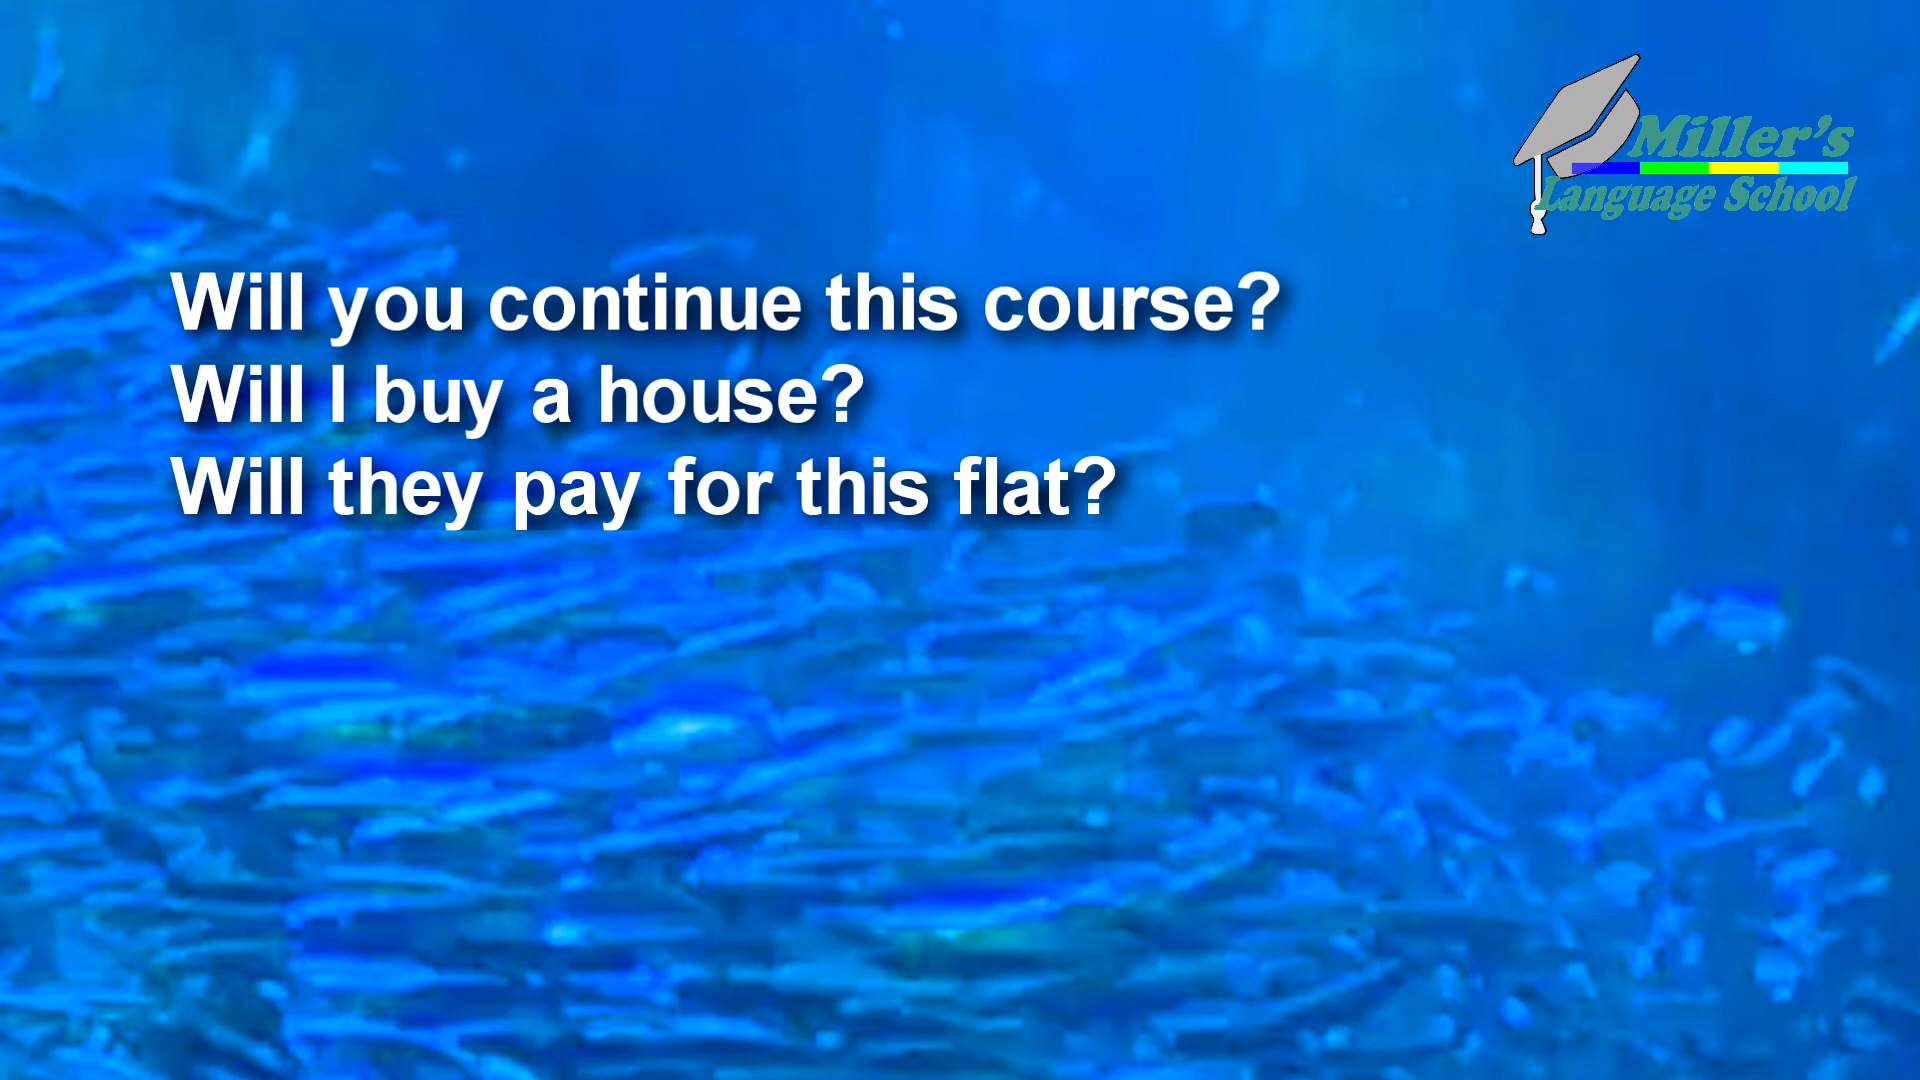 Miller's
Language School
Will you continue this course?
Will I buy a house?
Will they pay for this flat?